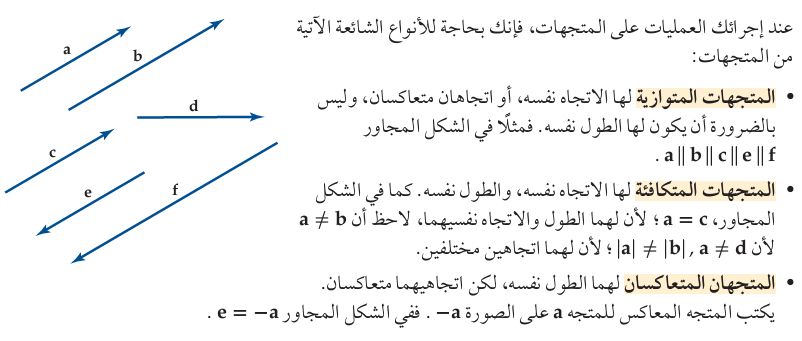 عند إجرائك العمليات على المتجهات، فإنك بحاجة للأنواع الشائعة الآتية
من المتجهات:
• المتجهات المتوازية لها الاتجاه نفسه، أو اتجاهان متعاكسان، وليس
بالضرورة أن يكون لها الطول نفسه. فمثلًا في الشكل المجاور
a ∥ b ∥ c ∥ e ∥ f .
• المتجهات المتكافئة لها الاتجاه نفسه، والطول نفسه. كما في الشكل
المجاور، a = c ؛ لأن لهما الطول والاتجاه نفسيهما، لاحظ أن a ≠ b
لأن |a| ≠ |b| , a ≠ d ؛ لأن لهما اتجاهين مختلفين.
• المتجهان المتعاكسان لهما الطول نفسه، لكن اتجاهيهما متعاكسان.
يكتب المتجه المعاكس للمتجه a على الصورة −a . ففي الشكل المجاور e = −a .
a
b
d
c
e
f